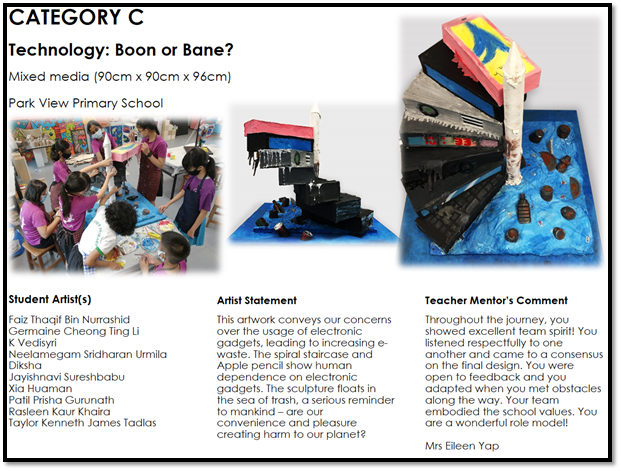 CATEGORY C
Technology: Boon or Bane?
Mixed media (90cm x 90cm x 96cm)
Park View Primary School
Student Artist(s)
Faiz Thaqif Bin Nurrashid
Germaine Cheong Ting Li
K Vedisyri
Neelamegam Sridharan Urmila
Diksha
Jayishnavi Sureshbabu
Xia Huaman
Patil Prisha Gurunath
Rasleen Kaur Khaira
Taylor Kenneth James Tadlas
Artist Statement
This artwork conveys our concerns
over the usage of electronic
gadgets, leading to increasing e-
waste. The spiral staircase and
Apple pencil show human
dependence on electronic
gadgets. The sculpture floats in
the sea of trash, a serious reminder
to mankind – are our
convenience and pleasure
creating harm to our planet?
Teacher Mentor's Comment
Throughout the journey, you
showed excellent team spirit! You
listened respectfully to one
another and came to a consensus
on the final design. You were
open to feedback and you
adapted when you met obstacles
along the way. Your team
embodied the school values. You
are a wonderful role model!
Mrs Eileen Yap